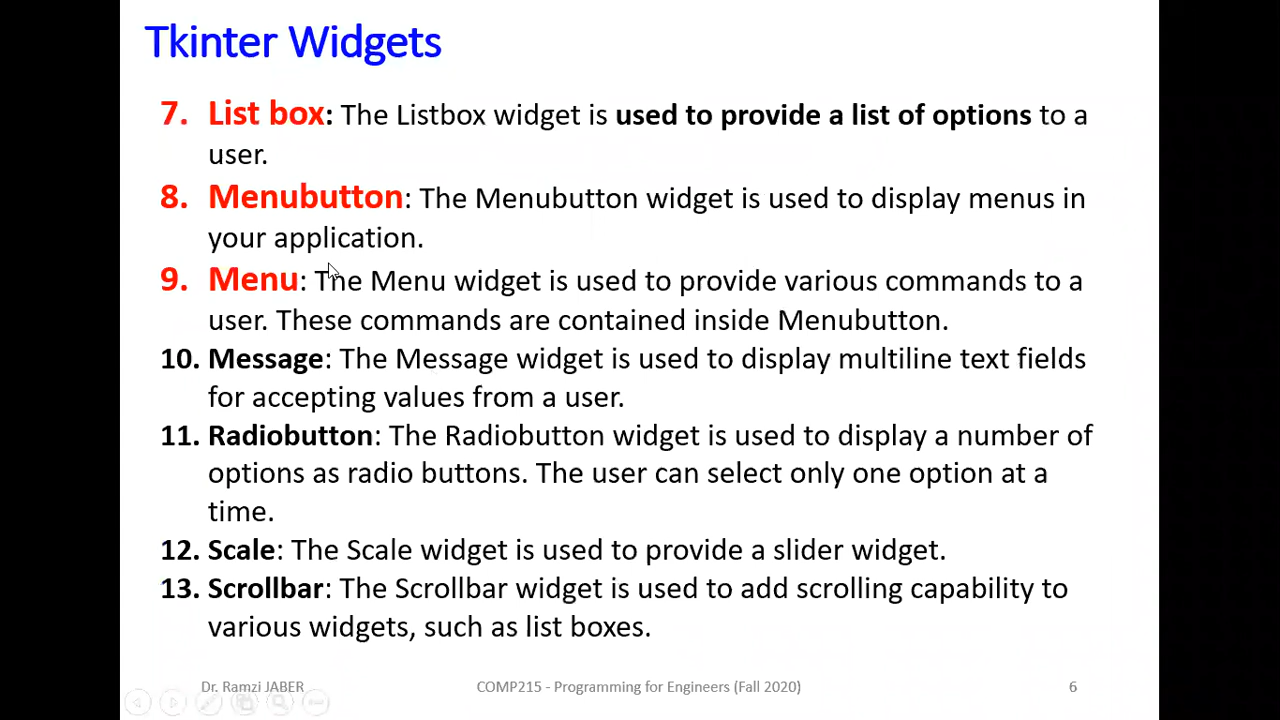 Tkinter Widgets
7. List box: The Listbox widget is used to provide a list of options to a
user.
8. Menubutton: The Menubutton widget is used to display menus in
your application.
9. Menu: The Menu widget is used to provide various commands to a
user. These commands are contained inside Menubutton.
10. Message: The Message widget is used to display multiline text fields
for accepting values from a user.
11. Radiobutton: The Radiobutton widget is used to display a number of
options as radio buttons. The user can select only one option at a
time.
12. Scale: The Scale widget is used to provide a slider widget.
13. Scrollbar: The Scrollbar widget is used to add scrolling capability to
various widgets, such as list boxes.
Dr. Ramzi JABER COMP215 - Programming for Engineers (Fall 2020) 6